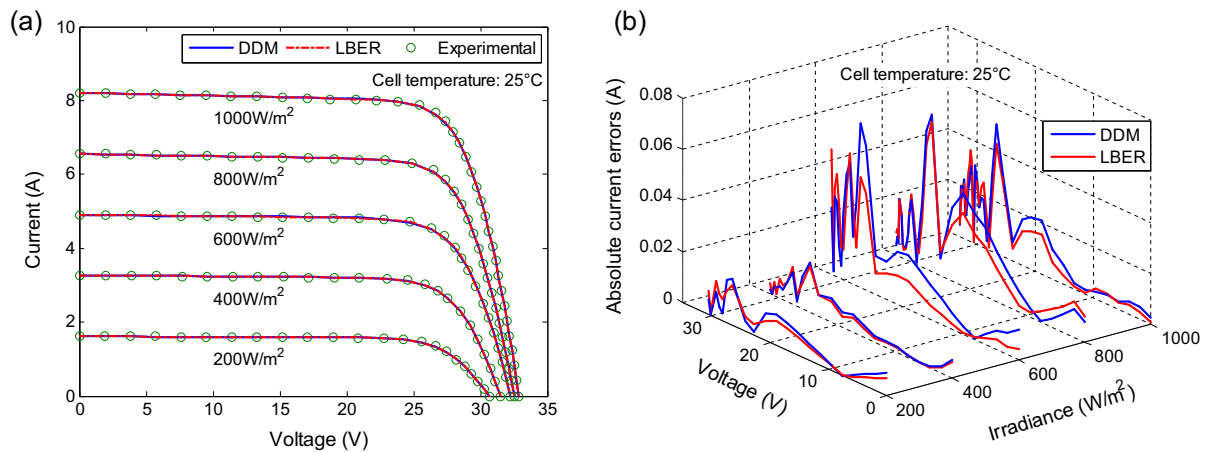 (a)
10
8
6
4
2
0
Current (A)
DDM LBER Experimental
Cell temperature: 25°C
1000W/m²
800W/m²
600W/m²
400W/m²
200W/m²
0 5 10 15 20 25 30 35
Voltage (V)
(b)
Absolute current errors (A)
0.08
0.06
0.04
0.02
0
Cell temperature: 25°C
DDM
LBER
30
20
10
0
Voltage (V)
200
400
600
800
1000
Irradiance (W/m²)